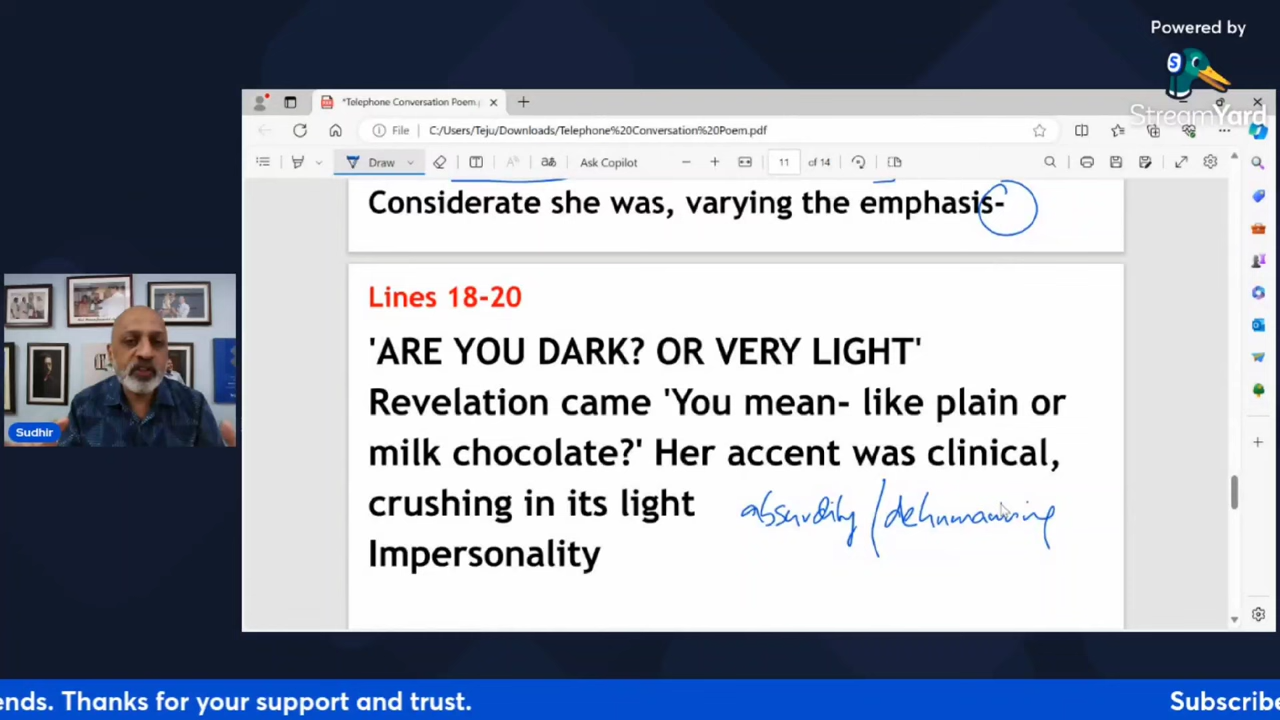 Powered by
StreamYard
*Telephone Conversation Poem.p
File C:/Users/Teju/Downloads/Telephone%20Conversation%20Poem.pdf
Draw
Ask Copilot
11 of 14
Considerate she was, varying the emphasis-
Lines 18-20
'ARE YOU DARK? OR VERY LIGHT'
Revelation came 'You mean- like plain or
milk chocolate?' Her accent was clinical,
crushing in its light
absurdity / dehumanising
Impersonality
Sudhir
ends. Thanks for your support and trust.
Subscribe